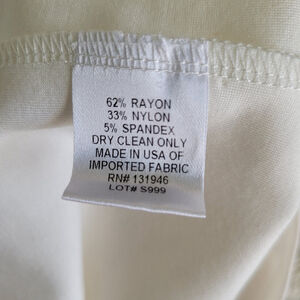 62% RAYON
33% NYLON
5% SPANDEX
DRY CLEAN ONLY
MADE IN USA OF
IMPORTED FABRIC
RN# 131946
LOT# S999